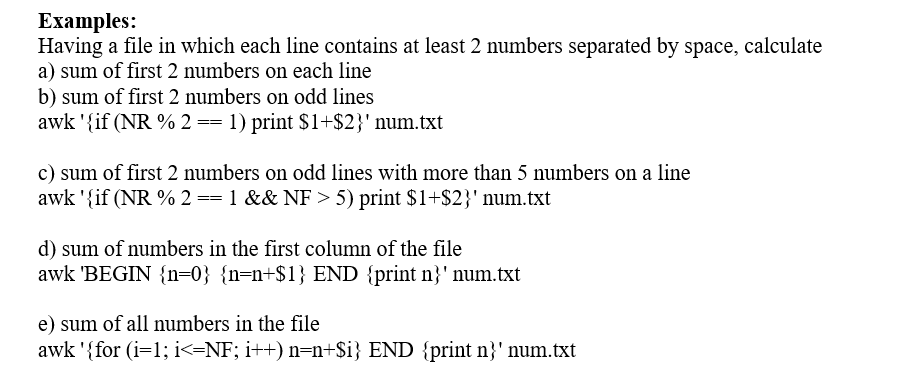 Examples:
Having a file in which each line contains at least 2 numbers separated by space, calculate
a) sum of first 2 numbers on each line
b) sum of first 2 numbers on odd lines
awk '{if (NR % 2 == 1) print $1+$2}' num.txt
c) sum of first 2 numbers on odd lines with more than 5 numbers on a line
awk '{if (NR % 2 == 1 && NF > 5) print $1+$2}' num.txt
d) sum of numbers in the first column of the file
awk 'BEGIN {n=0} {n=n+$1} END {print n}' num.txt
e) sum of all numbers in the file
awk '{for (i=1; i<=NF; i++) n=n+$i} END {print n}' num.txt